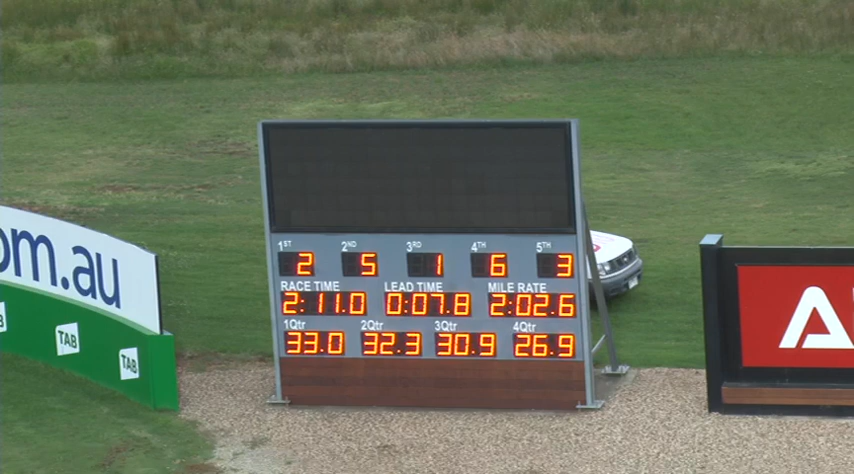 om.au
TAB
TAB
1ST 2ND 3RD 4TH 5TH
2 5 1 6 3
RACE TIME LEAD TIME MILE RATE
2:11.0 0:07.8 2:02.6
1Qtr 2Qtr 3Qtr 4Qtr
33.0 32.3 30.9 26.9
A